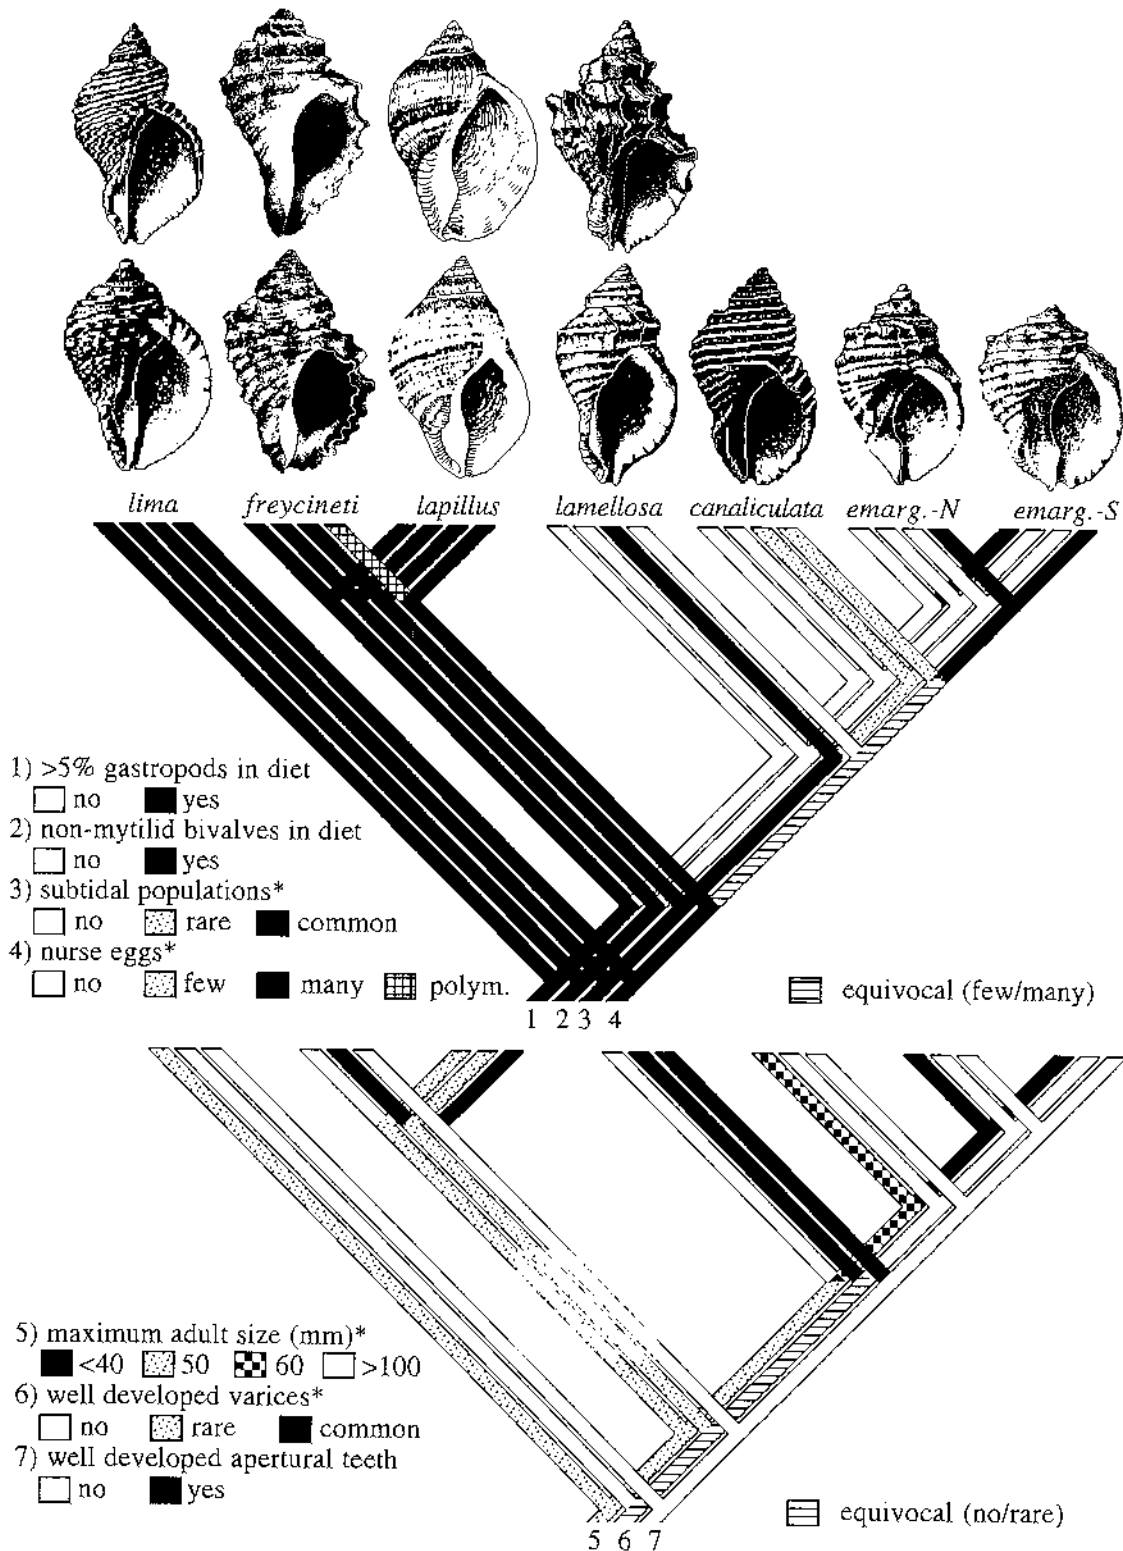 lima freycineti lapillus lamellosa canaliculata emarg.-N emarg.-S
1) >5% gastropods in diet
no yes
2) non-mytilid bivalves in diet
no yes
3) subtidal populations*
no rare common
4) nurse eggs*
no few many polym.
equivocal (few/many)
1 2 3 4
5) maximum adult size (mm)*
<40 50 60 >100
6) well developed varices*
no rare common
7) well developed apertural teeth
no yes
equivocal (no/rare)
5 6 7